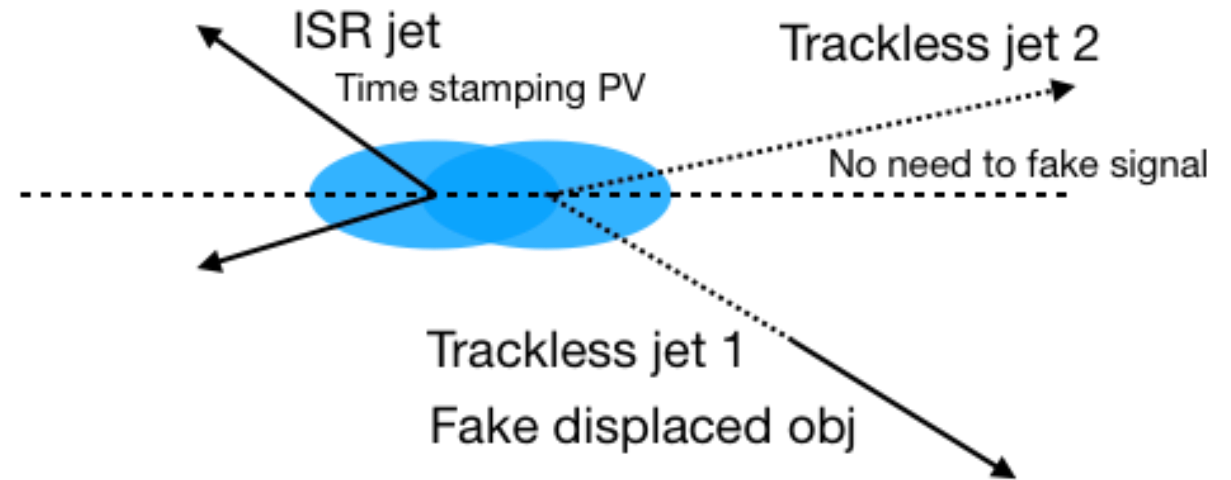 ISR jet
Time stamping PV
Trackless jet 2
No need to fake signal
Trackless jet 1
Fake displaced obj